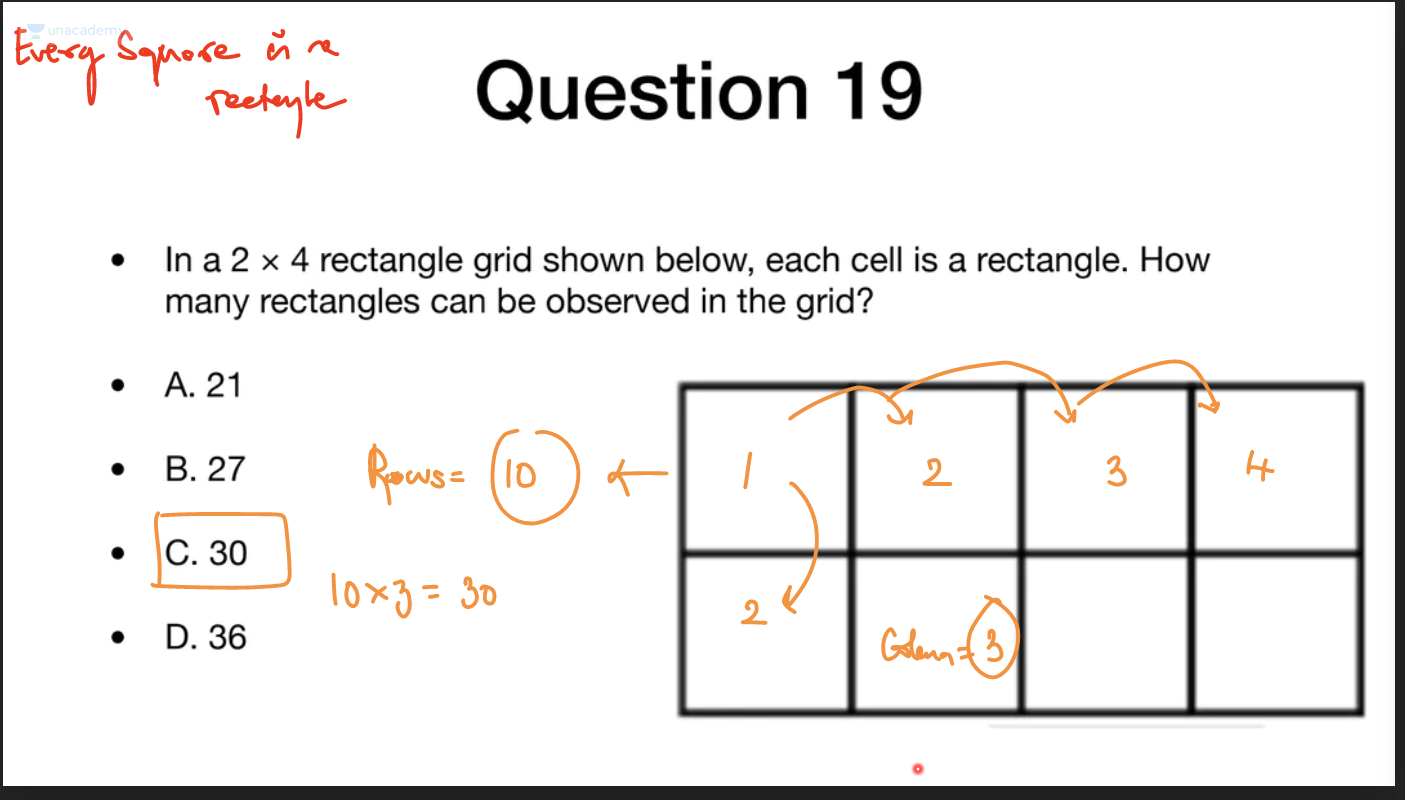 unacademy
Every Square is a
rectangle
Question 19
• In a 2 × 4 rectangle grid shown below, each cell is a rectangle. How
many rectangles can be observed in the grid?
• A. 21
• B. 27
• C. 30
• D. 36
Rows = 10
10 × 3 = 30
1 2 3 4
2
= 3